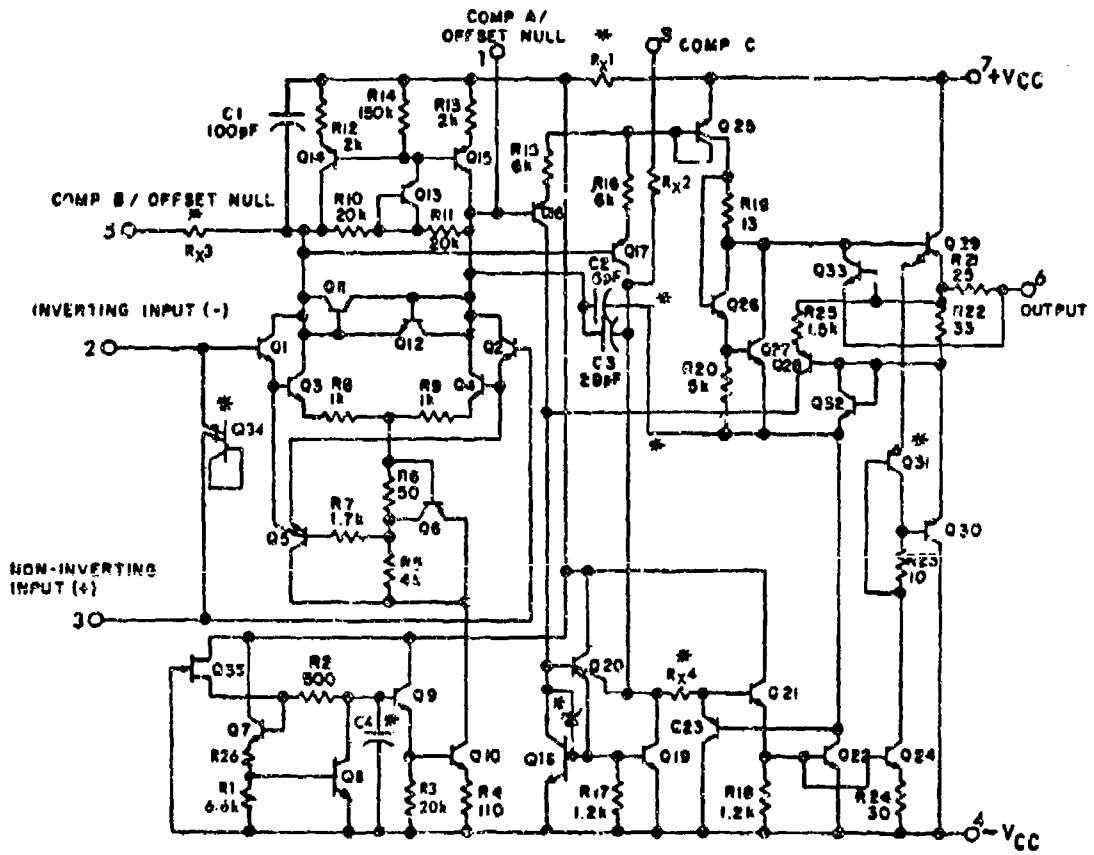 COMP A/
OFFSET NULL
1
*
RX1
8
COMP C
7
+VCC
C1
100pF
R14
150k
R13
2k
R12
2k
Q14
Q15
Q13
R10
20k
R11
20k
R15
6k
Q16
R16
6k
RX2
Q25
R19
13
COMP B/ OFFSET NULL
5
*
RX3
Q17
Q33
Q29
R21
25
6
OUTPUT
C2
*
Q26
R25
1.5k
R22
33
INVERTING INPUT (-)
2
Q1
Q12
Q2
C3
Q27
Q28
R20
5k
Q3
R8
1k
R9
1k
Q4
*
Q34
*
*
Q31
R6
50
Q6
R7
1.7k
Q5
45
Q30
R23
10
NON-INVERTING
INPUT (+)
3
Q35
R2
500
Q9
Q20
*
RX4
Q21
Q7
C4
*
*
R26
Q8
Q10
Q18
Q19
Q22
Q24
R1
6.8k
R3
20k
R4
110
R17
1.2k
R18
1.2k
R24
30
4
-VCC